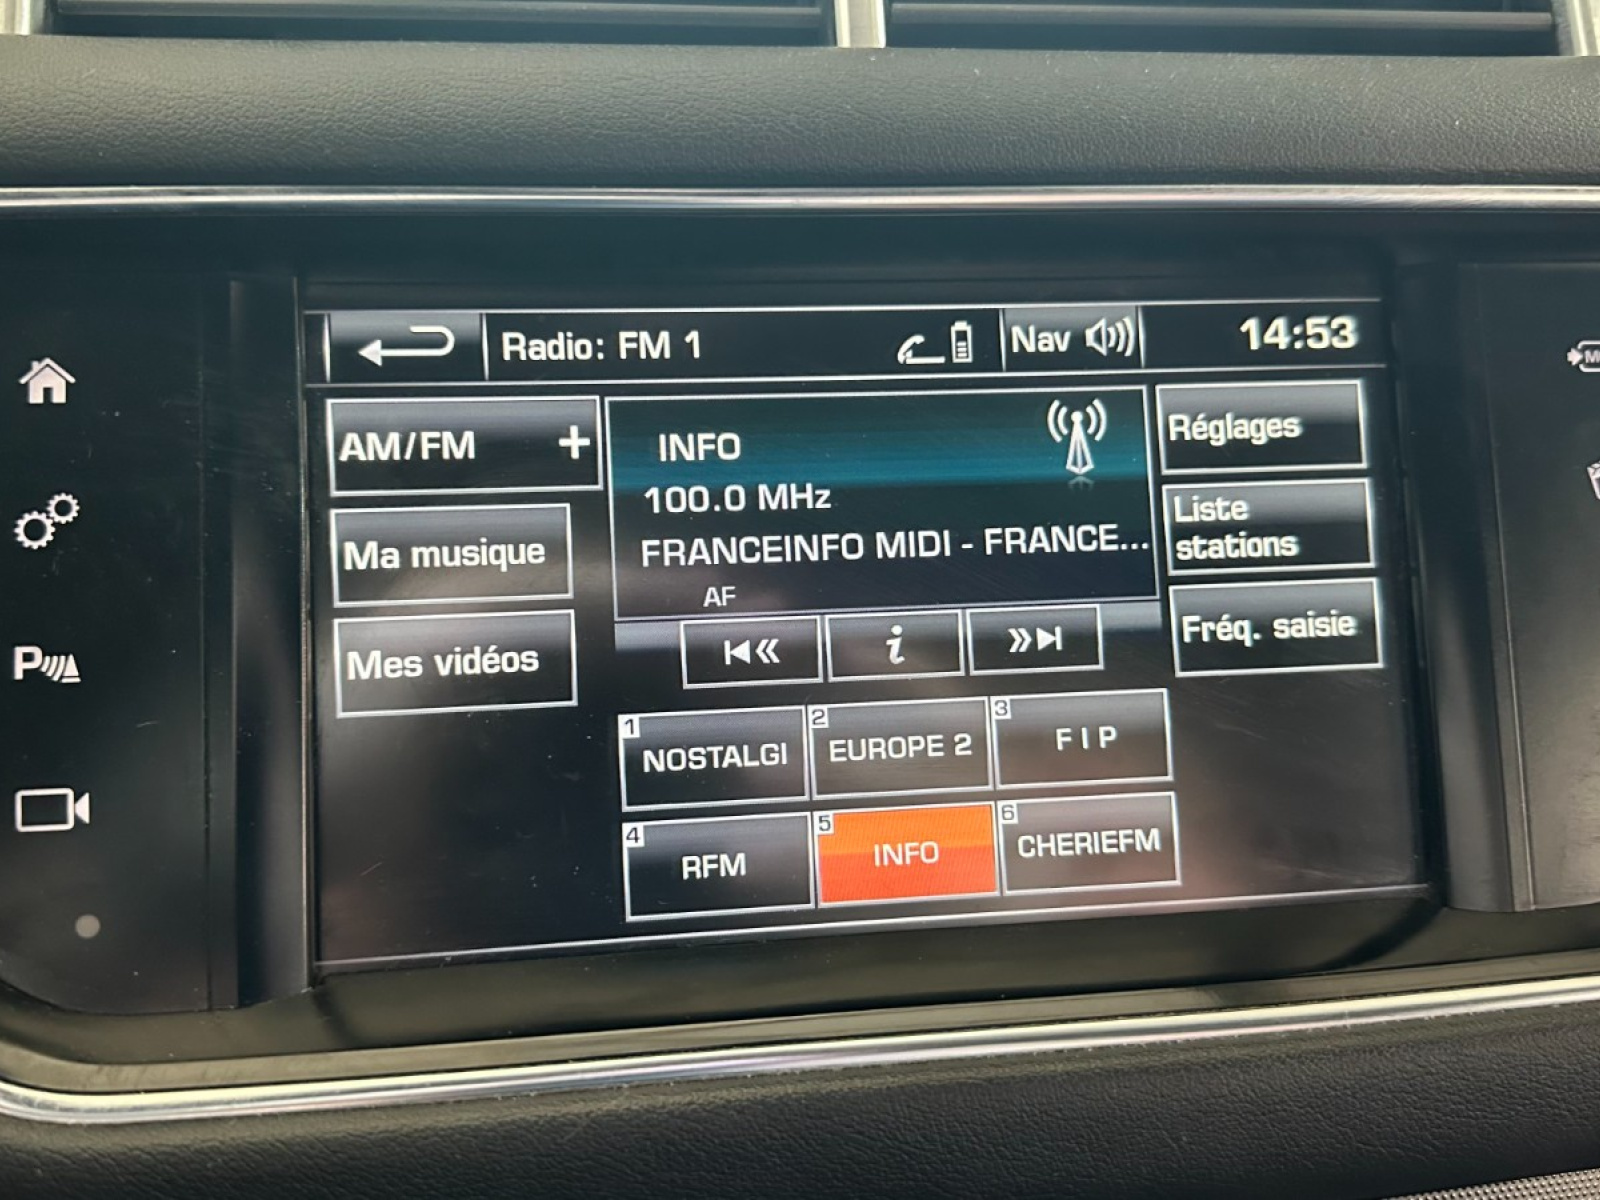 Radio: FM 1
Nav
14:53
AM/FM +
Ma musique
Mes vidéos
INFO
100.0 MHz
FRANCEINFO MIDI - FRANCE...
AF
i
Réglages
Liste
stations
Fréq. saisie
1
NOSTALGI
2
EUROPE 2
3
F I P
4
RFM
5
INFO
6
CHERIEFM
P